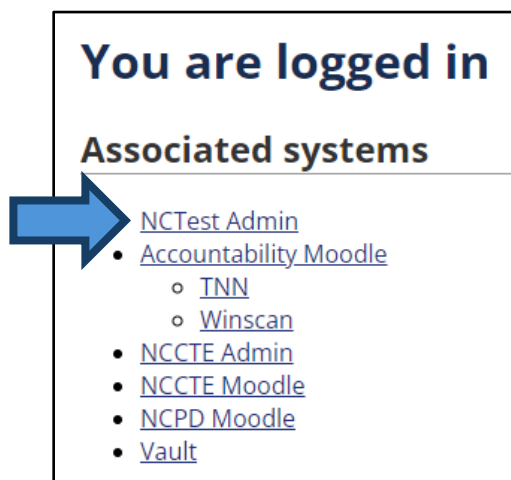 You are logged in
Associated systems
NCTest Admin
Accountability Moodle
TNN
Winscan
NCCTE Admin
NCCTE Moodle
NCPD Moodle
Vault